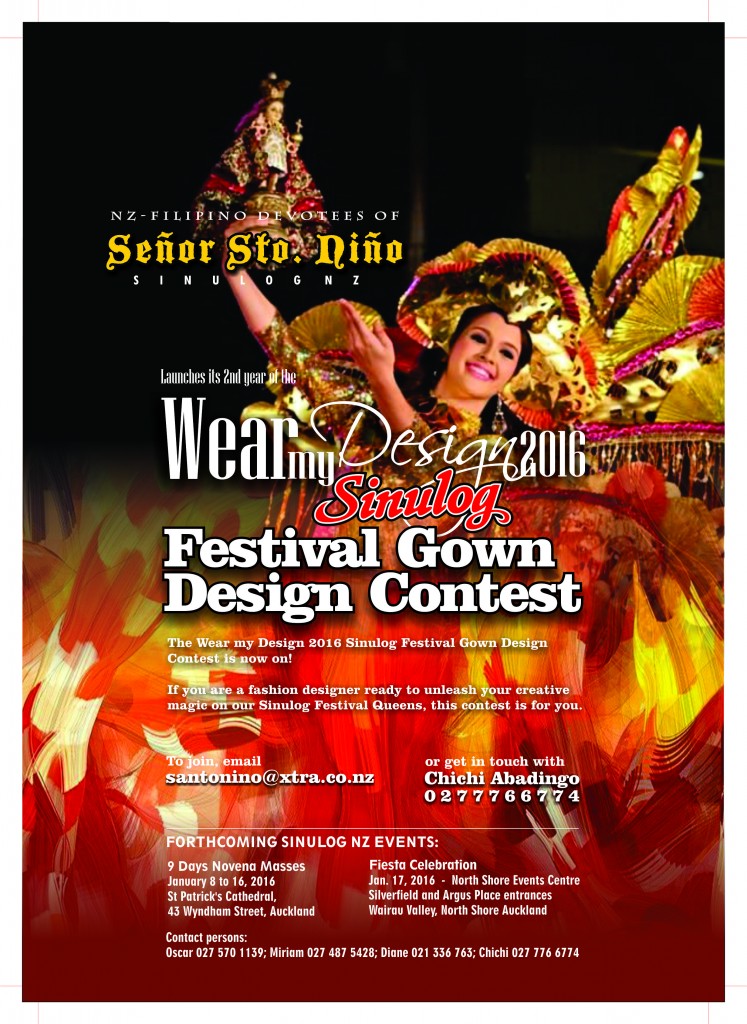 NZ-FILIPINO DEVOTEES OF
Señor Sto. Niño
SINULOGNZ
Launches its 2nd year of the
Wear my Design 2016
Sinulog
Festival Gown
Design Contest
The Wear my Design 2016 Sinulog Festival Gown Design
Contest is now on!
If you are a fashion designer ready to unleash your creative
magic on our Sinulog Festival Queens, this contest is for you.
To join, email
santonino@xtra.co.nz
or get in touch with
Chichi Abadingo
0277766774
FORTHCOMING SINULOG NZ EVENTS:
9 Days Novena Masses
January 8 to 16, 2016
St Patrick's Cathedral,
43 Wyndham Street, Auckland
Fiesta Celebration
Jan. 17, 2016 - North Shore Events Centre
Silverfield and Argus Place entrances
Wairau Valley, North Shore Auckland
Contact persons:
Oscar 027 570 1139; Miriam 027 487 5428; Diane 021 336 763; Chichi 027 776 6774